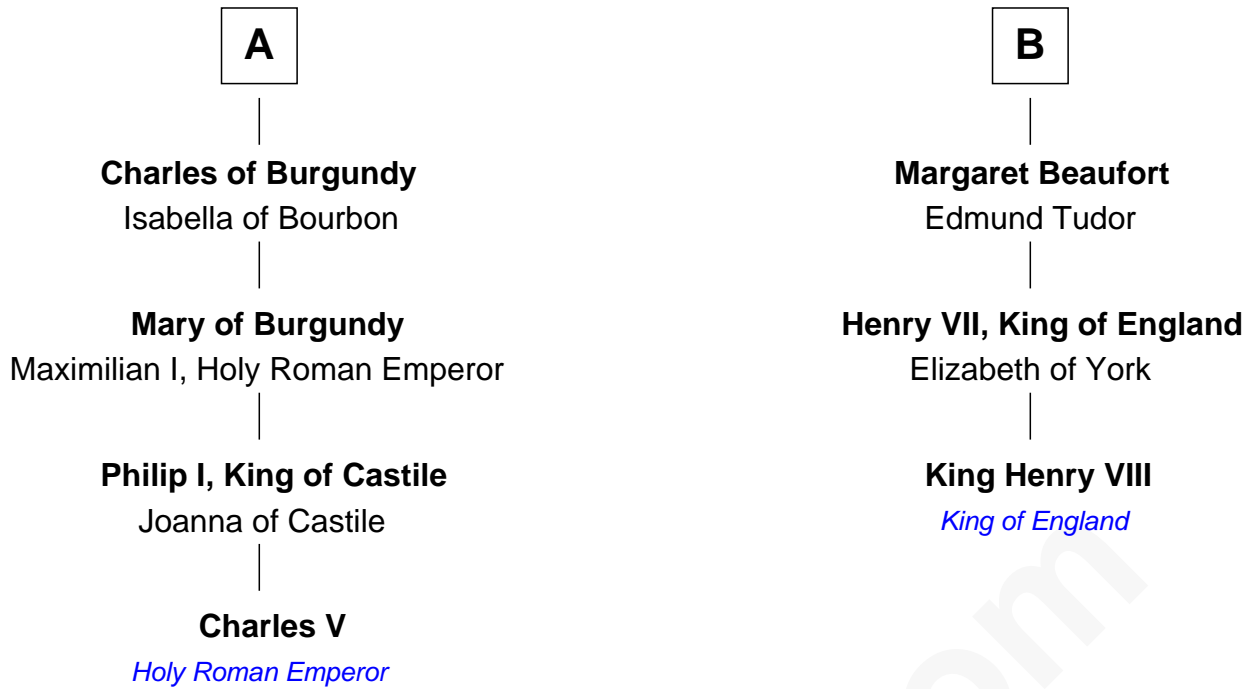 A
Charles of Burgundy
Isabella of Bourbon
Mary of Burgundy
Maximilian I, Holy Roman Emperor
Philip I, King of Castile
Joanna of Castile
Charles V
Holy Roman Emperor
B
Margaret Beaufort
Edmund Tudor
Henry VII, King of England
Elizabeth of York
King Henry VIII
King of England
om